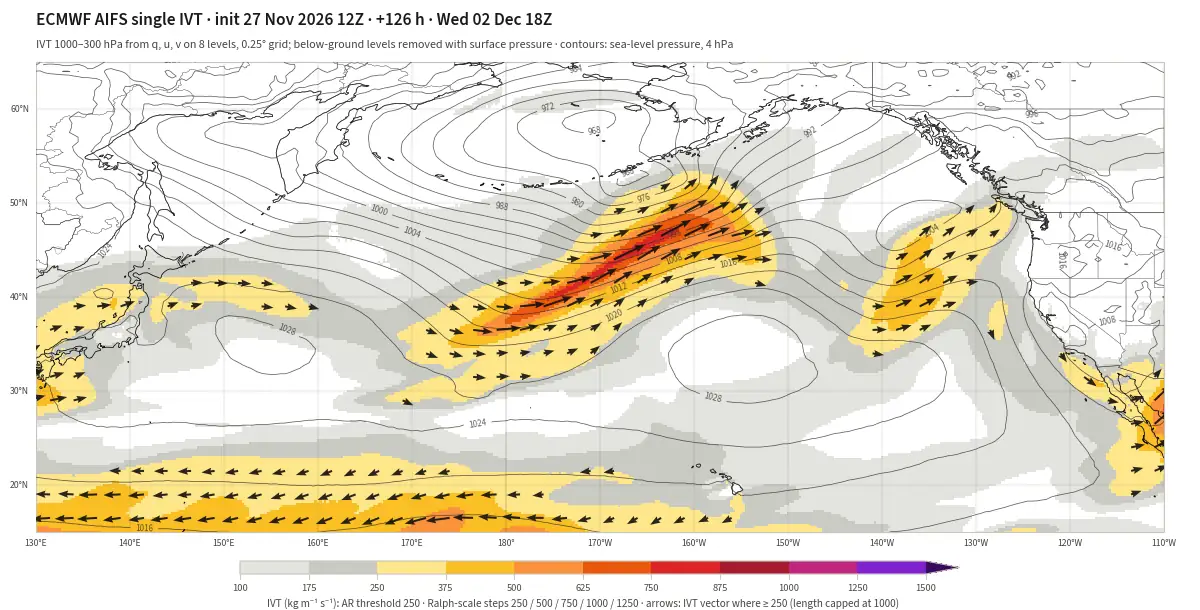 ECMWF AIFS single IVT · init 27 Nov 2026 12Z · +126 h · Wed 02 Dec 18Z
IVT 1000–300 hPa from q, u, v on 8 levels, 0.25° grid; below-ground levels removed with surface pressure · contours: sea-level pressure, 4 hPa
992
972
968
992
996
60°N
1000
988
980
976
1004
1004
50°N
1024
1016
1016
1008
1016
40°N
1012
1020
1028
1008
30°N
1028
1024
20°N
1016
130°E 140°E 150°E 160°E 170°E 180° 170°W 160°W 150°W 140°W 130°W 120°W 110°W
100 175 250 375 500 625 750 875 1000 1250 1500
IVT (kg m⁻¹ s⁻¹): AR threshold 250 · Ralph-scale steps 250 / 500 / 750 / 1000 / 1250 · arrows: IVT vector where ≥ 250 (length capped at 1000)